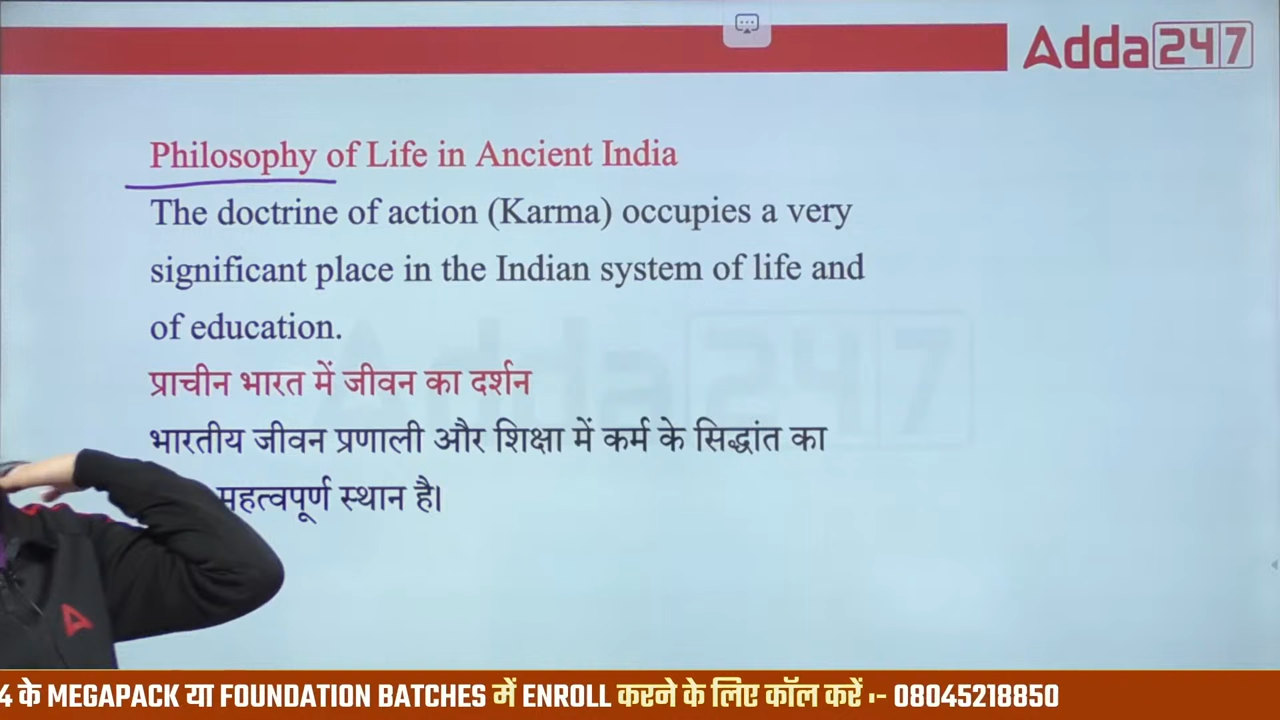 Adda247
Philosophy of Life in Ancient India
The doctrine of action (Karma) occupies a very
significant place in the Indian system of life and
of education.
प्राचीन भारत में जीवन का दर्शन
भारतीय जीवन प्रणाली और शिक्षा में कर्म के सिद्धांत का
महत्वपूर्ण स्थान है।
4 के MEGAPACK या FOUNDATION BATCHES में ENROLL करने के लिए कॉल करें :- 08045218850